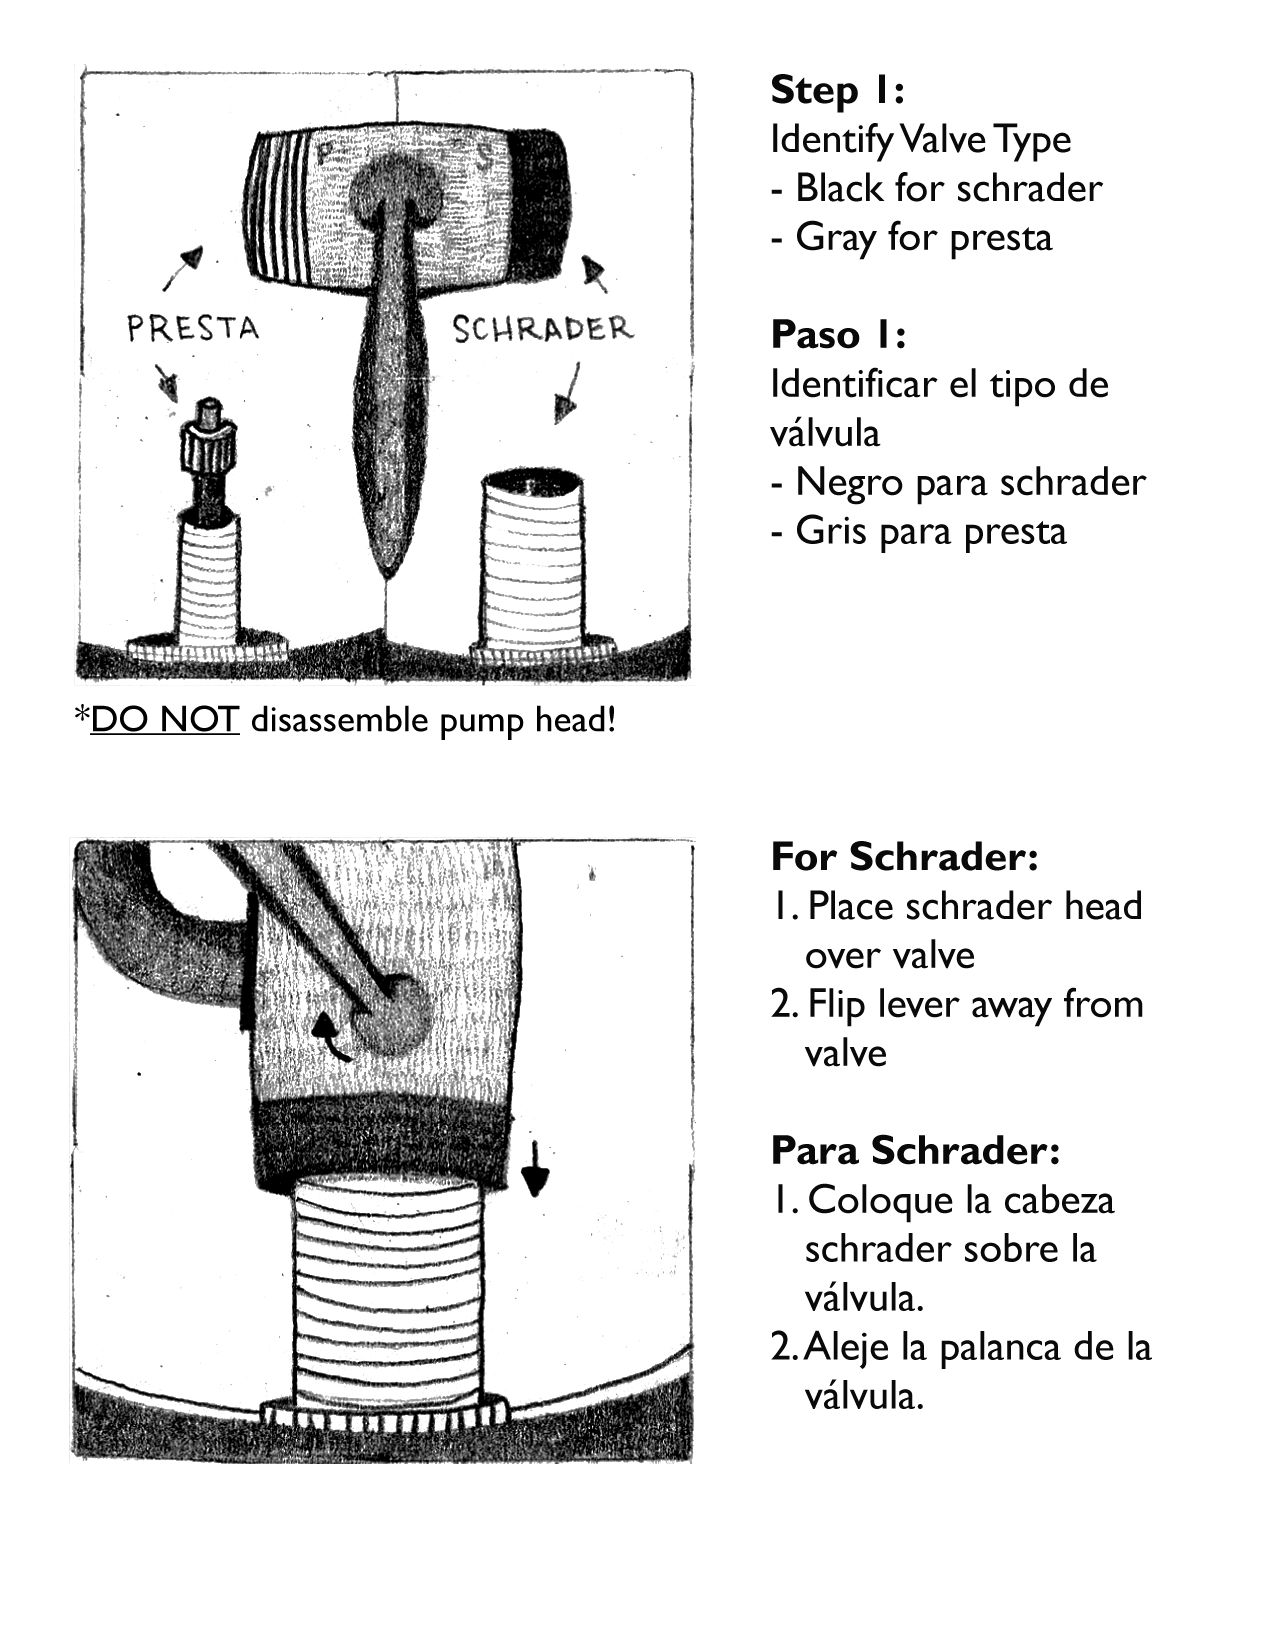 P S
PRESTA SCHRADER
*DO NOT disassemble pump head!
Step 1:
Identify Valve Type
- Black for schrader
- Gray for presta
Paso 1:
Identificar el tipo de
válvula
- Negro para schrader
- Gris para presta
For Schrader:
1. Place schrader head
over valve
2. Flip lever away from
valve
Para Schrader:
1. Coloque la cabeza
schrader sobre la
válvula.
2. Aleje la palanca de la
válvula.